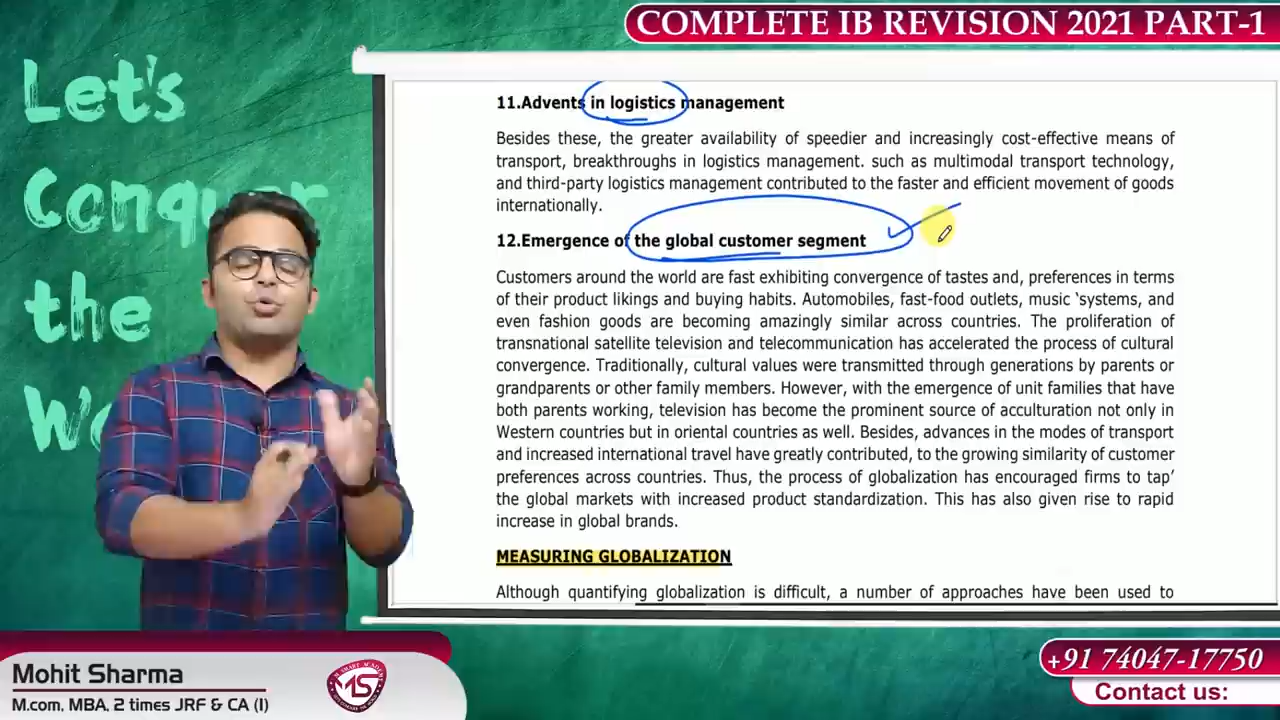 COMPLETE IB REVISION 2021 PART-1
Let's
Conquer
the
11.Advents in logistics management
Besides these, the greater availability of speedier and increasingly cost-effective means of
transport, breakthroughs in logistics management. such as multimodal transport technology,
and third-party logistics management contributed to the faster and efficient movement of goods
internationally.
12.Emergence of the global customer segment
Customers around the world are fast exhibiting convergence of tastes and, preferences in terms
of their product likings and buying habits. Automobiles, fast-food outlets, music ‘systems, and
even fashion goods are becoming amazingly similar across countries. The proliferation of
transnational satellite television and telecommunication has accelerated the process of cultural
convergence. Traditionally, cultural values were transmitted through generations by parents or
grandparents or other family members. However, with the emergence of unit families that have
both parents working, television has become the prominent source of acculturation not only in
Western countries but in oriental countries as well. Besides, advances in the modes of transport
and increased international travel have greatly contributed, to the growing similarity of customer
preferences across countries. Thus, the process of globalization has encouraged firms to tap’
the global markets with increased product standardization. This has also given rise to rapid
increase in global brands.
MEASURING GLOBALIZATION
Although quantifying globalization is difficult, a number of approaches have been used to
Mohit Sharma
M.com, MBA, 2 times JRF & CA (I)
MS
+91 74047-17750
Contact us: